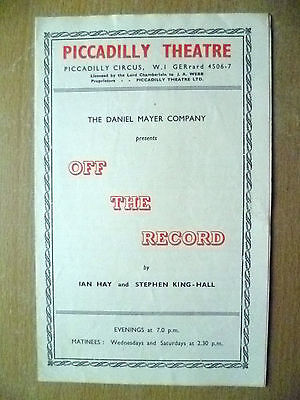 PICCADILLY THEATRE
PICCADILLY CIRCUS, W.1 GERrard 4506-7
Licensed by the Lord Chamberlain to J. A. WEBB
Proprietors - - PICCADILLY THEATRE LTD.
THE DANIEL MAYER COMPANY
presents
OFF
THE
RECORD
by
IAN HAY and STEPHEN KING-HALL
EVENINGS at 7.0 p.m.
MATINEES: Wednesdays and Saturdays at 2.30 p.m.